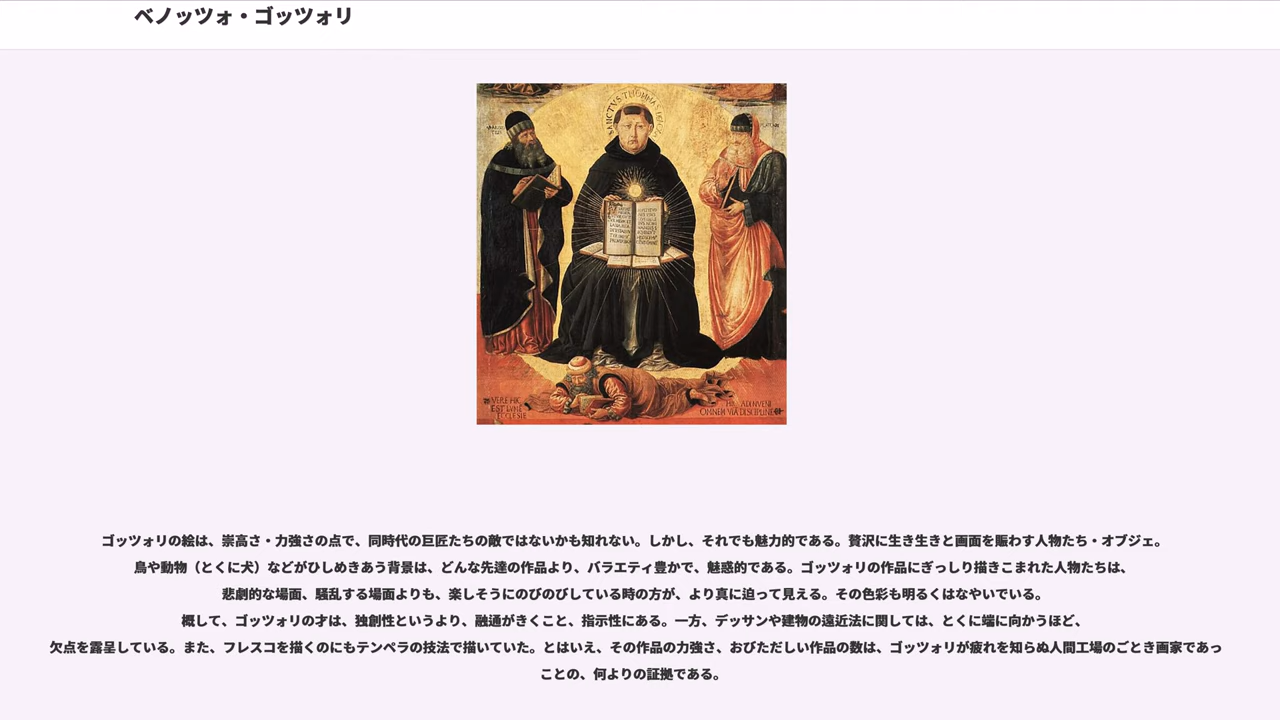 ベノッツォ・ゴッツォリ
SANCTVS THOMAS
VERE HIC
EST LVME
ECCLESIE
ADINVENI
OMNEM VIA DISCIPLINE
ゴッツォリの絵は、崇高さ・力強さの点で、同時代の巨匠たちの敵ではないかも知れない。しかし、それでも魅力的である。贅沢に生き生きと画面を賑わす人物たち・オブジェ。
鳥や動物（とくに犬）などがひしめきあう背景は、どんな先達の作品より、バラエティ豊かで、魅惑的である。ゴッツォリの作品にぎっしり描きこまれた人物たちは、
悲劇的な場面、騒乱する場面よりも、楽しそうにのびのびしている時の方が、より真に迫って見える。その色彩も明るくはなやいでいる。
概して、ゴッツォリの才は、独創性というより、融通がきくこと、指示性にある。一方、デッサンや建物の遠近法に関しては、とくに端に向かうほど、
欠点を露呈している。また、フレスコを描くのにもテンペラの技法で描いていた。とはいえ、その作品の力強さ、おびただしい作品の数は、ゴッツォリが疲れを知らぬ人間工場のごとき画家であっ
ことの、何よりの証拠である。